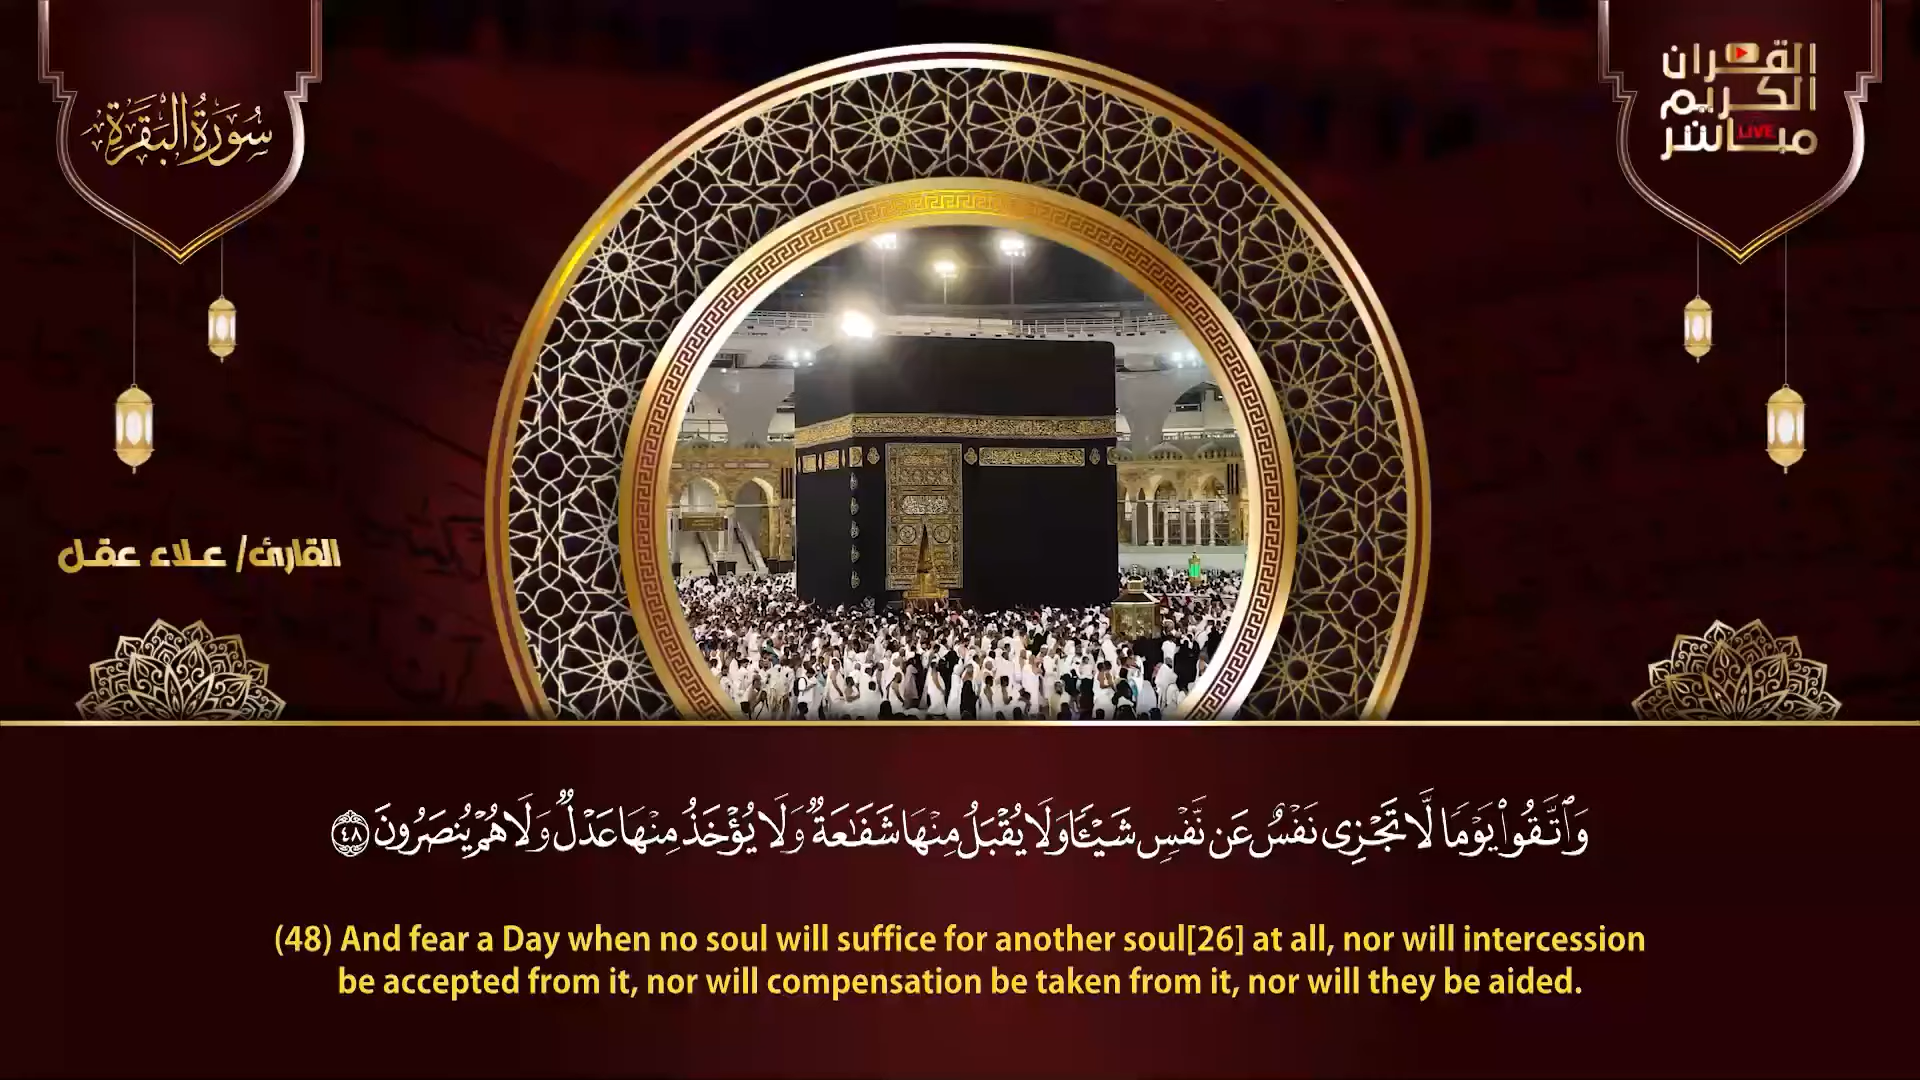 سُورَةُ البَقَرَةِ
القرآن
الكريم
مباشر
LIVE
القارئ/ علاء عقل
وَٱتَّقُوا۟ يَوْمًا لَّا تَجْزِى نَفْسٌ عَن نَّفْسٍ شَيْـًٔا وَلَا يُقْبَلُ مِنْهَا شَفَـٰعَةٌ وَلَا يُؤْخَذُ مِنْهَا عَدْلٌ وَلَا هُمْ يُنصَرُونَ ٤٨
(48) And fear a Day when no soul will suffice for another soul[26] at all, nor will intercession
be accepted from it, nor will compensation be taken from it, nor will they be aided.